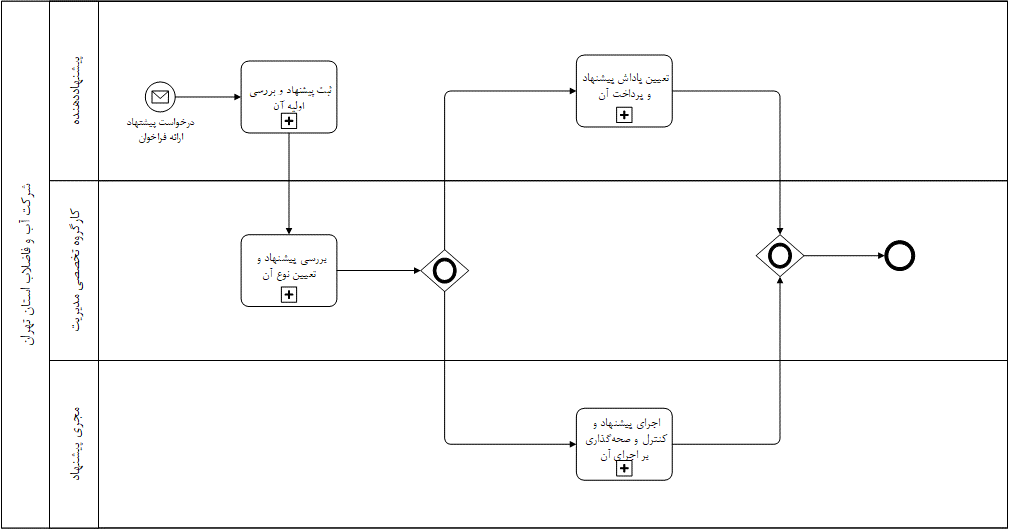 شرکت آب و فاضلاب استان تهران
پیشنهاددهنده
درخواست پیشنهاد
ارائه فراخوان
ثبت پیشنهاد و بررسی
اولیه آن
تعیین پاداش پیشنهاد
و پرداخت آن
کارگروه تخصصی مدیریت
بررسی پیشنهاد و
تعیین نوع آن
مجری پیشنهاد
اجرای پیشنهاد و
کنترل و صحه‌گذاری
بر اجرای آن